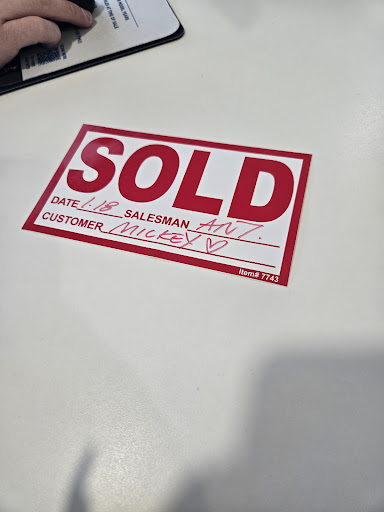 SOLD
DATE 1.18 SALESMAN ANT.
CUSTOMER MICKEY ♡
Item# 7743